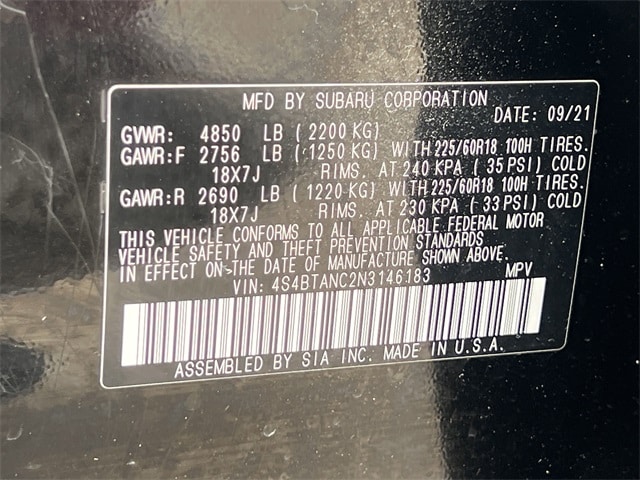 MFD BY SUBARU CORPORATION
DATE: 09/21
GVWR: 4850 LB ( 2200 KG)
GAWR:F 2756 LB ( 1250 KG) WITH 225/60R18 100H TIRES.
18X7J RIMS. AT 240 KPA ( 35 PSI) COLD
GAWR:R 2690 LB ( 1220 KG) WITH 225/60R18 100H TIRES.
18X7J RIMS. AT 230 KPA ( 33 PSI) COLD
THIS VEHICLE CONFORMS TO ALL APPLICABLE FEDERAL MOTOR
VEHICLE SAFETY AND THEFT PREVENTION STANDARDS
IN EFFECT ON THE DATE OF MANUFACTURE SHOWN ABOVE.
VIN: 4S4BTANC2N3146183 MPV
ASSEMBLED BY SIA INC. MADE IN U.S.A.